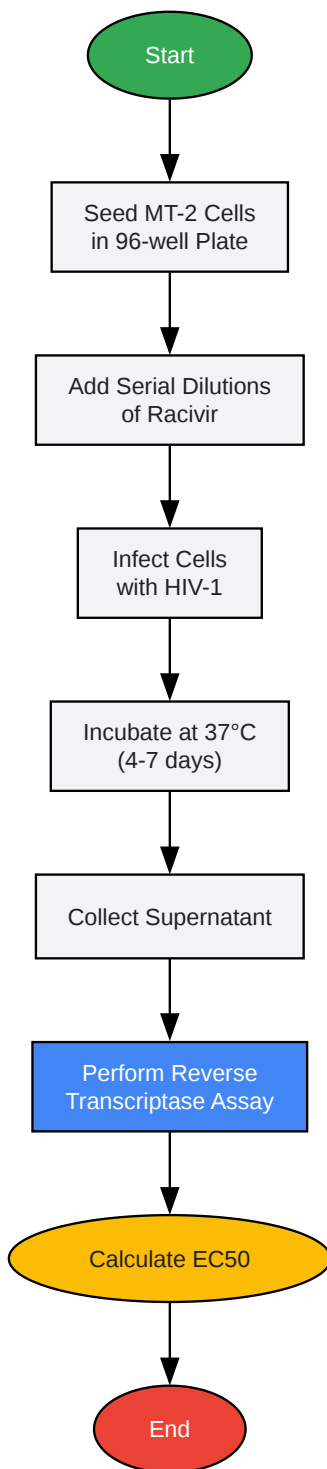 Start
Seed MT-2 Cells
in 96-well Plate
Add Serial Dilutions
of Racivir
Infect Cells
with HIV-1
Incubate at 37°C
(4-7 days)
Collect Supernatant
Perform Reverse
Transcriptase Assay
Calculate EC50
End